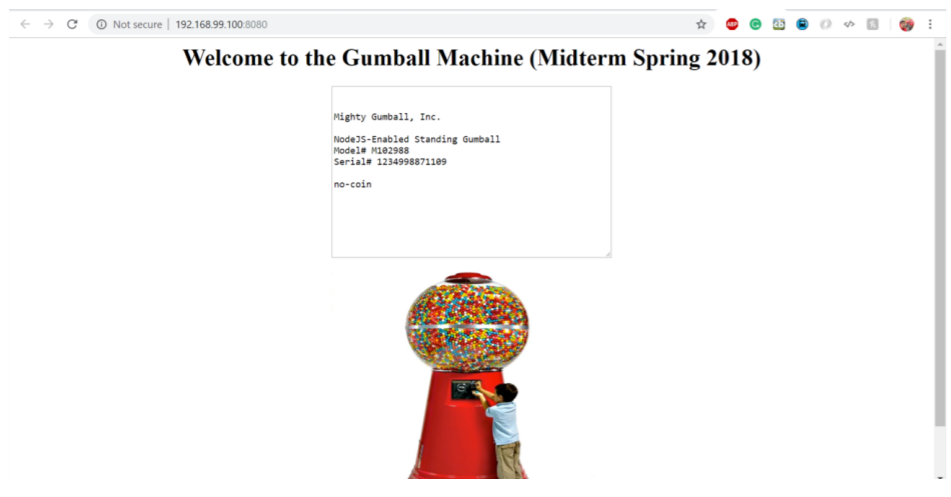 Not secure | 192.168.99.100:8080
ABP
Welcome to the Gumball Machine (Midterm Spring 2018)
Mighty Gumball, Inc.
NodeJS-Enabled Standing Gumball
Model# M102988
Serial# 1234998871109
no-coin